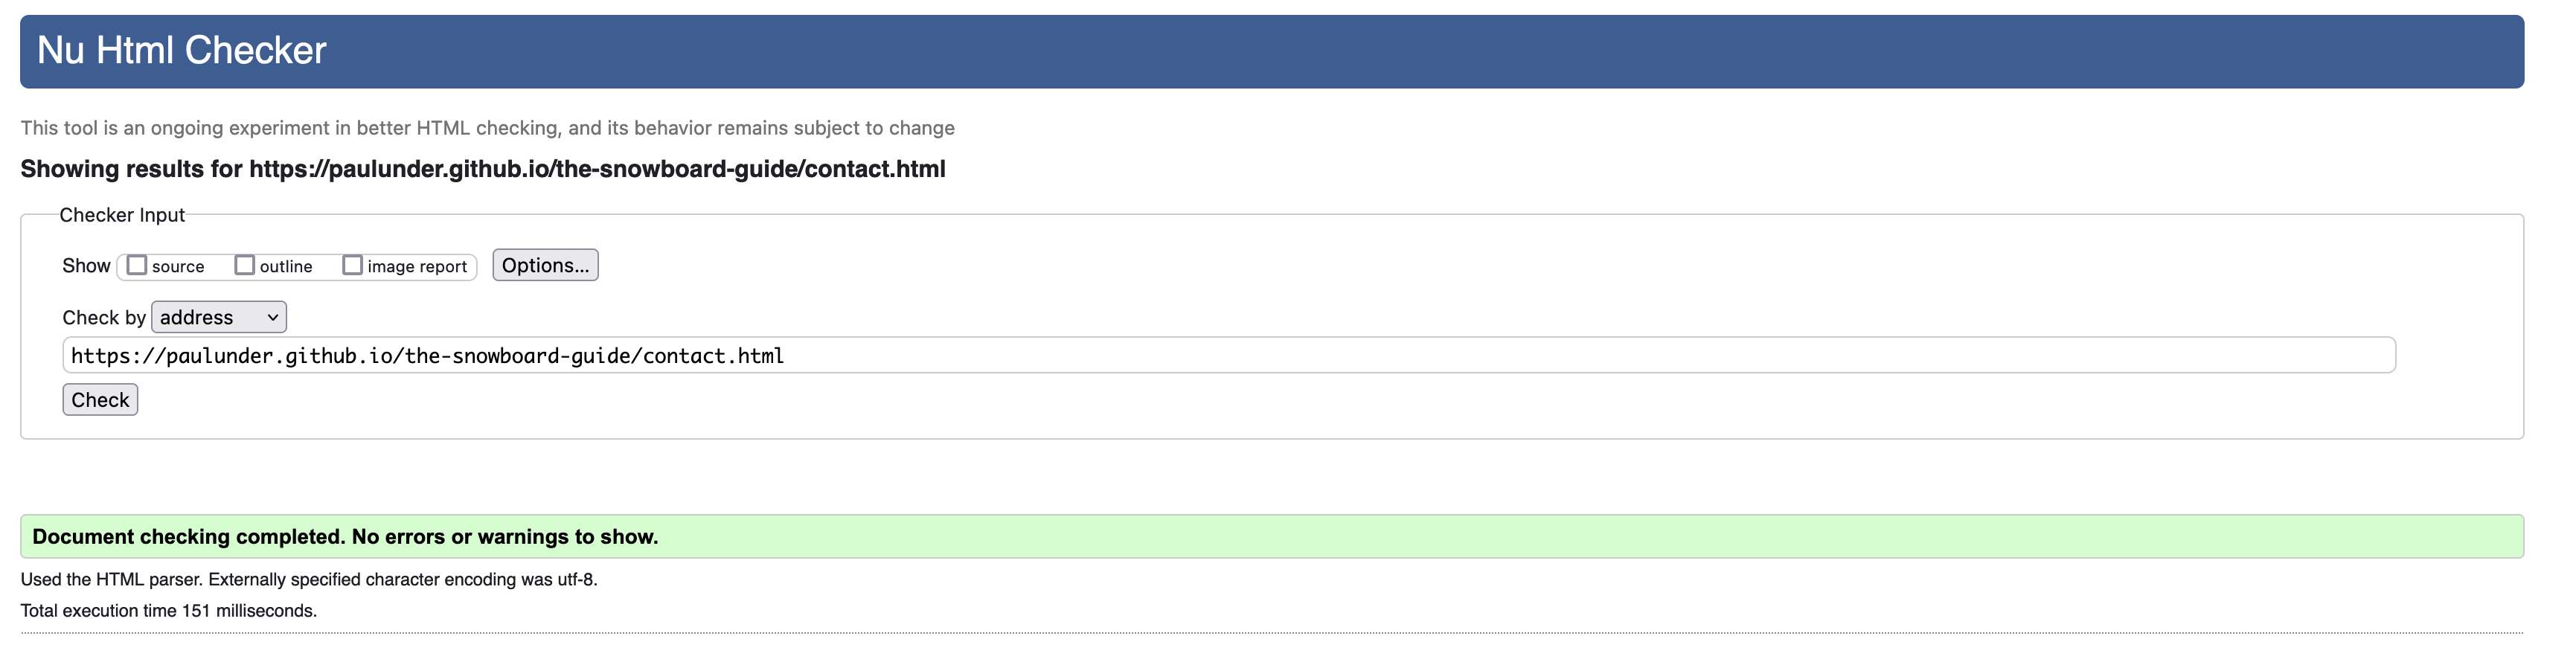 Nu Html Checker
This tool is an ongoing experiment in better HTML checking, and its behavior remains subject to change
Showing results for https://paulunder.github.io/the-snowboard-guide/contact.html
Checker Input
Show source outline image report Options...
Check by address
https://paulunder.github.io/the-snowboard-guide/contact.html
Check
Document checking completed. No errors or warnings to show.
Used the HTML parser. Externally specified character encoding was utf-8.
Total execution time 151 milliseconds.